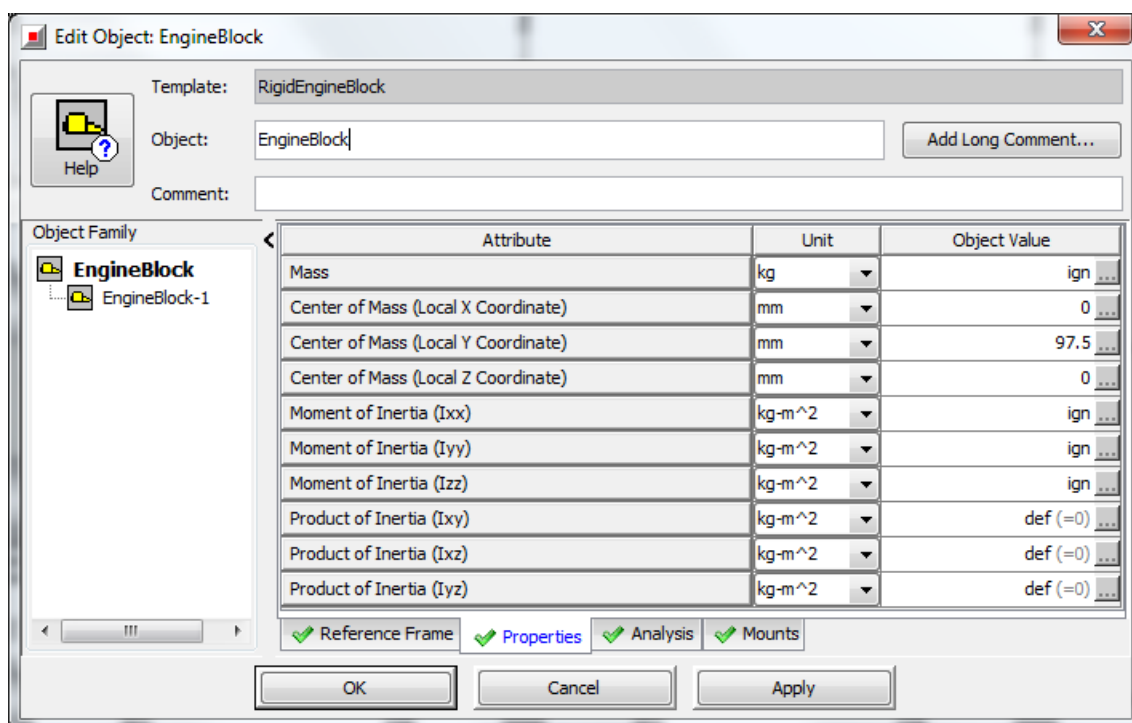 Edit Object: EngineBlock
Template: RigidEngineBlock
Help
Object: EngineBlock Add Long Comment...
Comment:
Object Family
EngineBlock
EngineBlock-1
Attribute Unit Object Value
Mass kg ign ...
Center of Mass (Local X Coordinate) mm 0 ...
Center of Mass (Local Y Coordinate) mm 97.5 ...
Center of Mass (Local Z Coordinate) mm 0 ...
Moment of Inertia (Ixx) kg-m^2 ign ...
Moment of Inertia (Iyy) kg-m^2 ign ...
Moment of Inertia (Izz) kg-m^2 ign ...
Product of Inertia (Ixy) kg-m^2 def (=0) ...
Product of Inertia (Ixz) kg-m^2 def (=0) ...
Product of Inertia (Iyz) kg-m^2 def (=0) ...
Reference Frame Properties Analysis Mounts
OK Cancel Apply